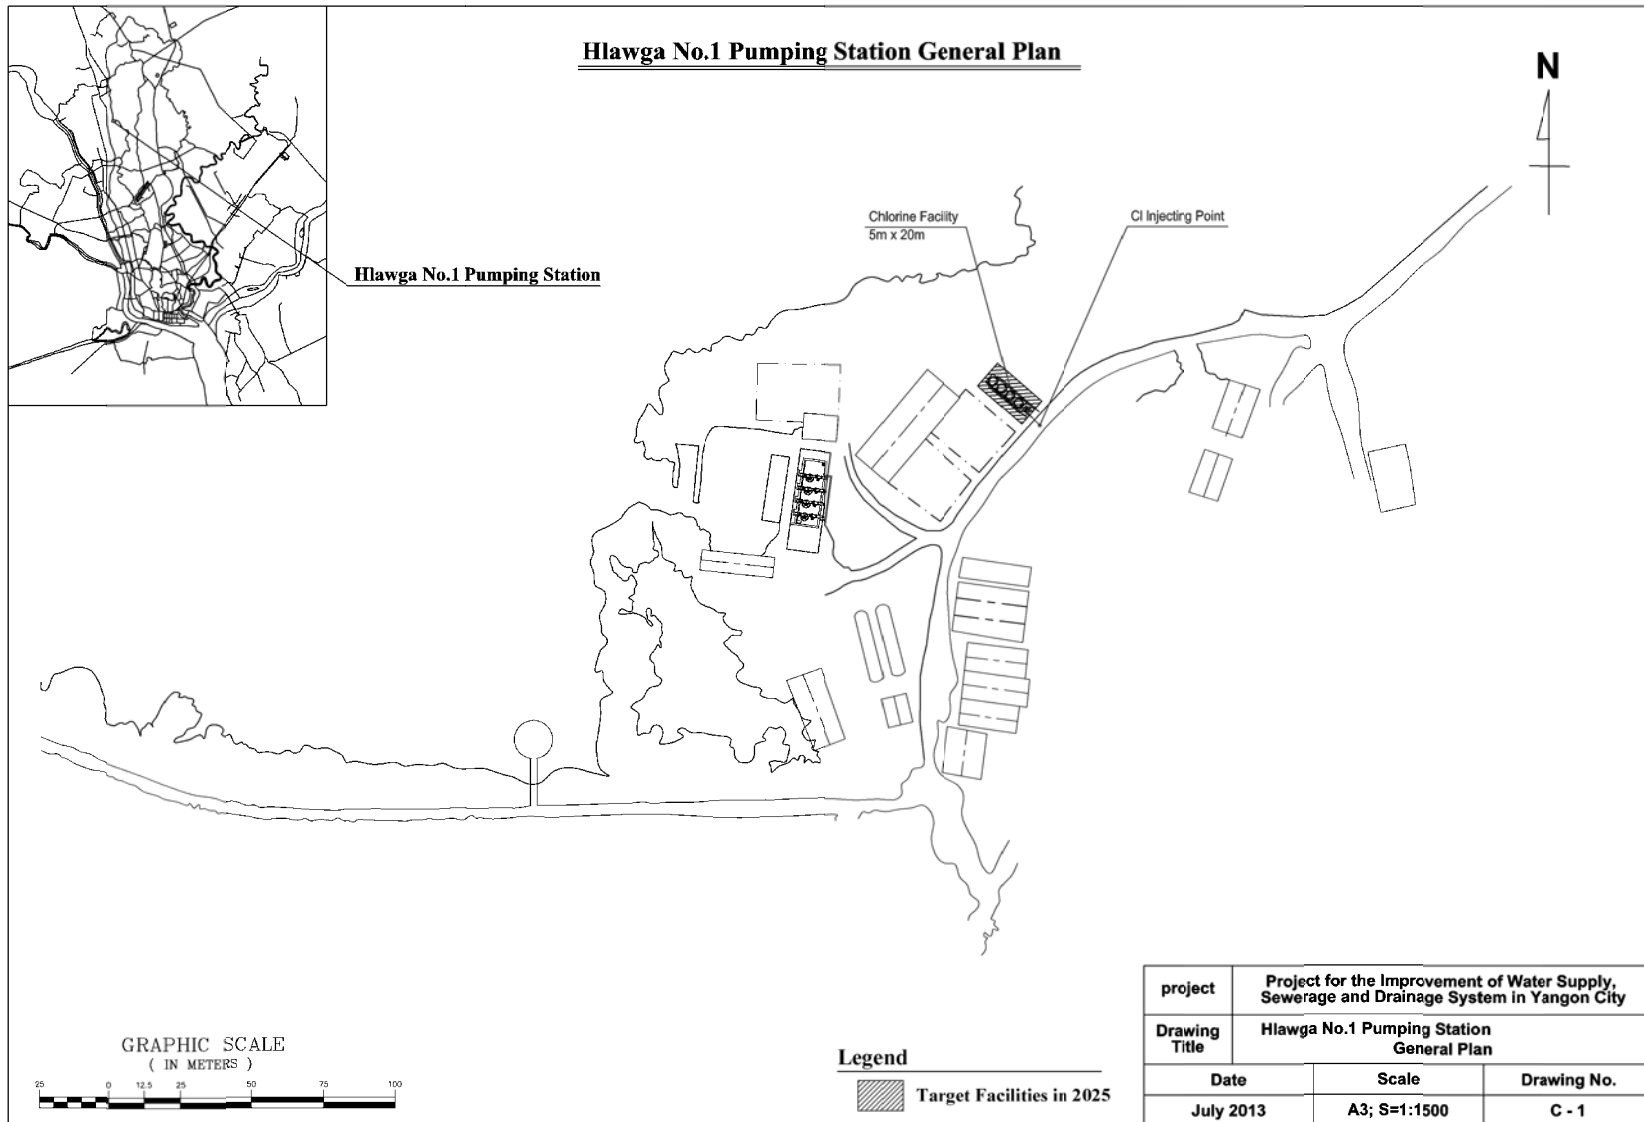 Hlawga No.1 Pumping Station General Plan
N
Chlorine Facility
5m x 20m
Cl Injecting Point
Hlawga No.1 Pumping Station
GRAPHIC SCALE
( IN METERS )
25 0 12.5 25 50 75 100
Legend
Target Facilities in 2025
project
Project for the Improvement of Water Supply,
Sewerage and Drainage System in Yangon City
Drawing
Title
Hlawga No.1 Pumping Station
General Plan
Date Scale Drawing No.
July 2013 A3; S=1:1500 C - 1